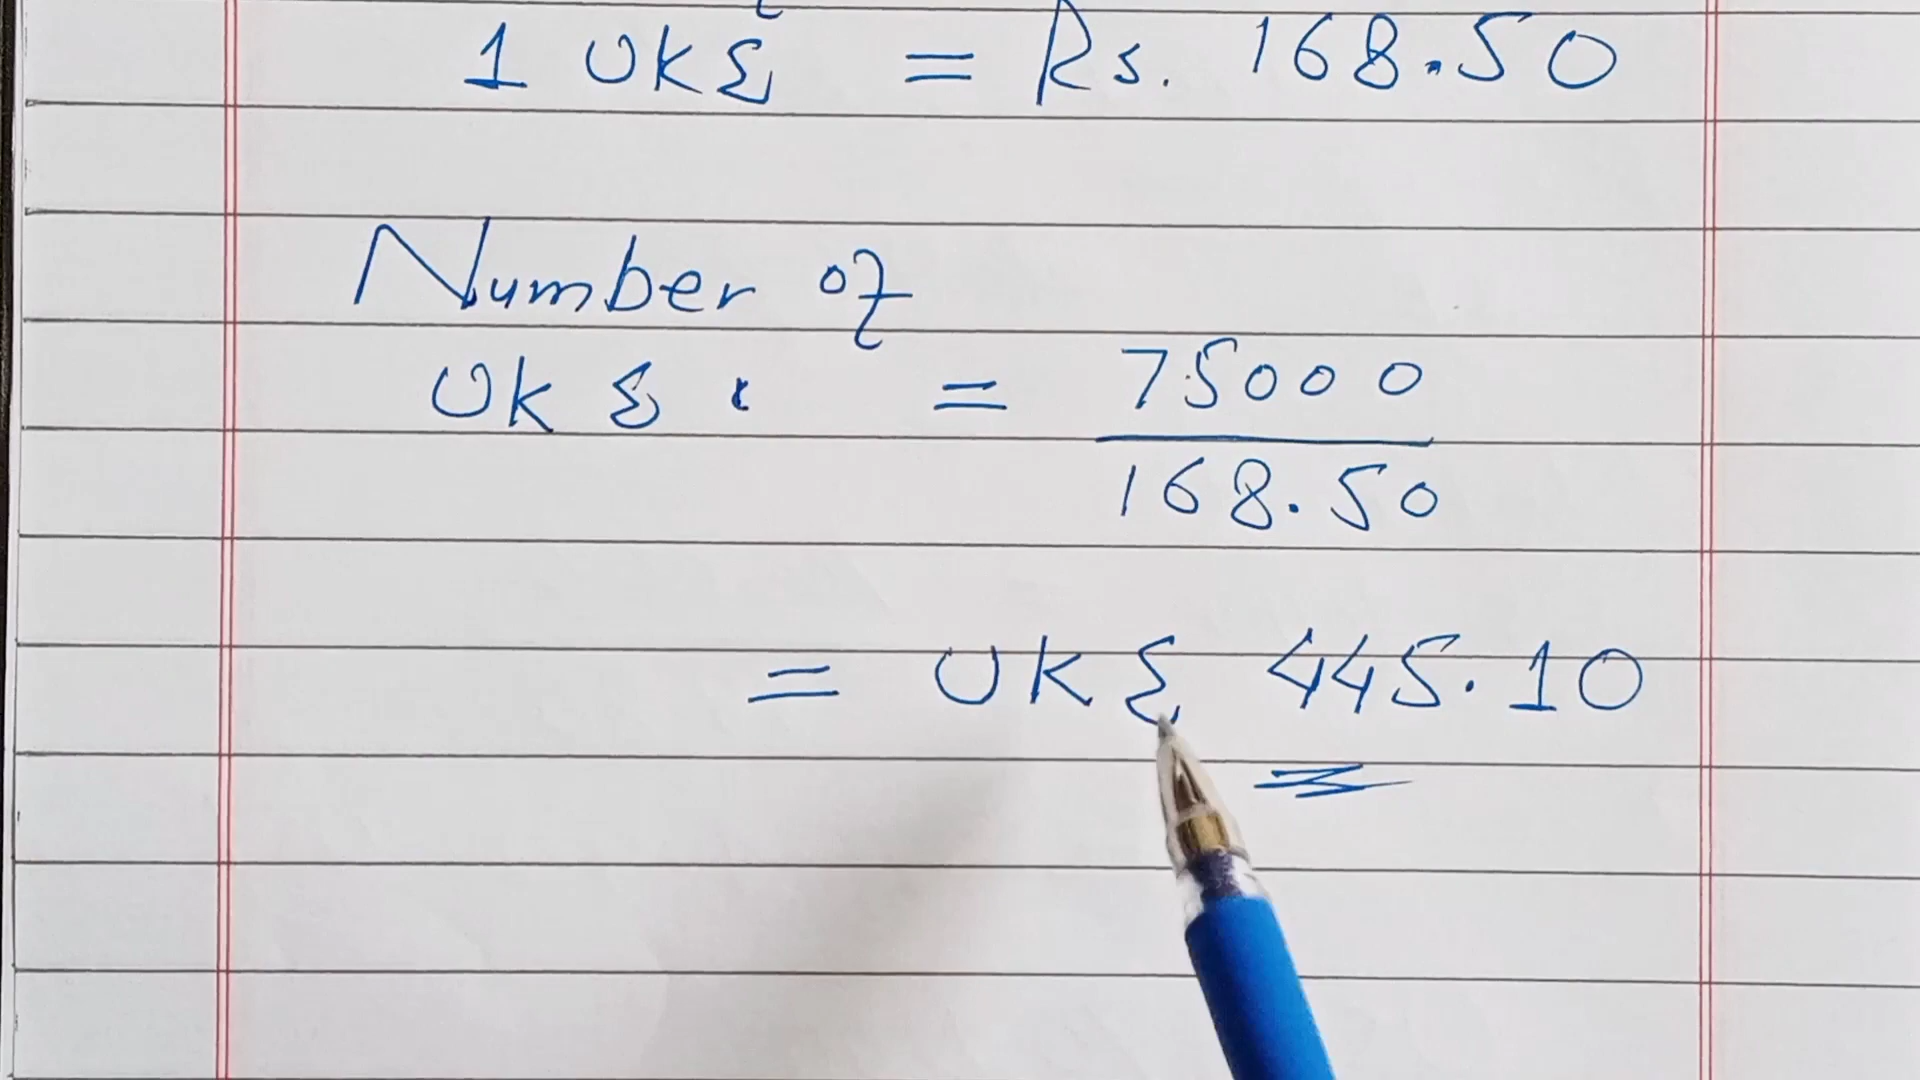 1 UK£ = Rs. 168.50
Number of
UK £ = 75000
168.50
= UK£ 445.10